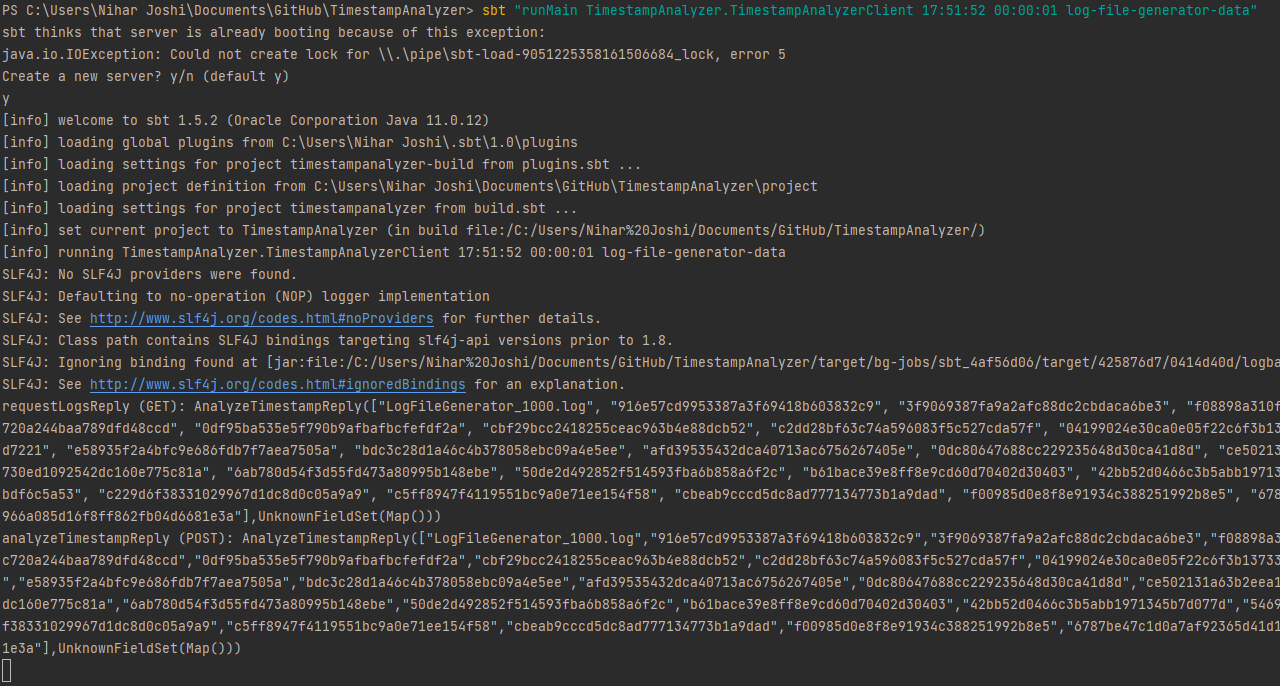 PS C:\Users\Nihar Joshi\Documents\GitHub\TimestampAnalyzer> sbt "runMain TimestampAnalyzer.TimestampAnalyzerClient 17:51:52 00:00:01 log-file-generator-data"
sbt thinks that server is already booting because of this exception:
java.io.IOException: Could not create lock for \\.\pipe\sbt-load-9051225358161506684_lock, error 5
Create a new server? y/n (default y)
y
[info] welcome to sbt 1.5.2 (Oracle Corporation Java 11.0.12)
[info] loading global plugins from C:\Users\Nihar Joshi\.sbt\1.0\plugins
[info] loading settings for project timestampanalyzer-build from plugins.sbt ...
[info] loading project definition from C:\Users\Nihar Joshi\Documents\GitHub\TimestampAnalyzer\project
[info] loading settings for project timestampanalyzer from build.sbt ...
[info] set current project to TimestampAnalyzer (in build file:/C:/Users/Nihar%20Joshi/Documents/GitHub/TimestampAnalyzer/)
[info] running TimestampAnalyzer.TimestampAnalyzerClient 17:51:52 00:00:01 log-file-generator-data
SLF4J: No SLF4J providers were found.
SLF4J: Defaulting to no-operation (NOP) logger implementation
SLF4J: See http://www.slf4j.org/codes.html#noProviders for further details.
SLF4J: Class path contains SLF4J bindings targeting slf4j-api versions prior to 1.8.
SLF4J: Ignoring binding found at [jar:file:/C:/Users/Nihar%20Joshi/Documents/GitHub/TimestampAnalyzer/target/bg-jobs/sbt_4af56d06/target/425876d7/0414d40d/logba
SLF4J: See http://www.slf4j.org/codes.html#ignoredBindings for an explanation.
requestLogsReply (GET): AnalyzeTimestampReply(["LogFileGenerator_1000.log", "916e57cd9953387a3f69418b603832c9", "3f9069387fa9a2afc88dc2cbdaca6be3", "f08898a310f
720a244baa789dfd48ccd", "0df95ba535e5f790b9afbafbcfefdf2a", "cbf29bcc2418255ceac963b4e88dcb52", "c2dd28bf63c74a596083f5c527cda57f", "04199024e30ca0e05f22c6f3b13
d7221", "e58935f2a4bfc9e686fdb7f7aea7505a", "bdc3c28d1a46c4b378058ebc09a4e5ee", "afd39535432dca40713ac6756267405e", "0dc80647688cc229235648d30ca41d8d", "ce50213
730ed1092542dc160e775c81a", "6ab780d54f3d55fd473a80995b148ebe", "50de2d492852f514593fba6b858a6f2c", "b61bace39e8ff8e9cd60d70402d30403", "42bb52d0466c3b5abb19713
bdf6c5a53", "c229d6f38331029967d1dc8d0c05a9a9", "c5ff8947f4119551bc9a0e71ee154f58", "cbeab9cccd5dc8ad777134773b1a9dad", "f00985d0e8f8e91934c388251992b8e5", "678
966a085d16f8ff862fb04d6681e3a"],UnknownFieldSet(Map()))
analyzeTimestampReply (POST): AnalyzeTimestampReply(["LogFileGenerator_1000.log","916e57cd9953387a3f69418b603832c9","3f9069387fa9a2afc88dc2cbdaca6be3","f08898a3
c720a244baa789dfd48ccd","0df95ba535e5f790b9afbafbcfefdf2a","cbf29bcc2418255ceac963b4e88dcb52","c2dd28bf63c74a596083f5c527cda57f","04199024e30ca0e05f22c6f3b13733
","e58935f2a4bfc9e686fdb7f7aea7505a","bdc3c28d1a46c4b378058ebc09a4e5ee","afd39535432dca40713ac6756267405e","0dc80647688cc229235648d30ca41d8d","ce502131a63b2eea1
dc160e775c81a","6ab780d54f3d55fd473a80995b148ebe","50de2d492852f514593fba6b858a6f2c","b61bace39e8ff8e9cd60d70402d30403","42bb52d0466c3b5abb1971345b7d077d","5469
f38331029967d1dc8d0c05a9a9","c5ff8947f4119551bc9a0e71ee154f58","cbeab9cccd5dc8ad777134773b1a9dad","f00985d0e8f8e91934c388251992b8e5","6787be47c1d0a7af92365d41d1
1e3a"],UnknownFieldSet(Map()))